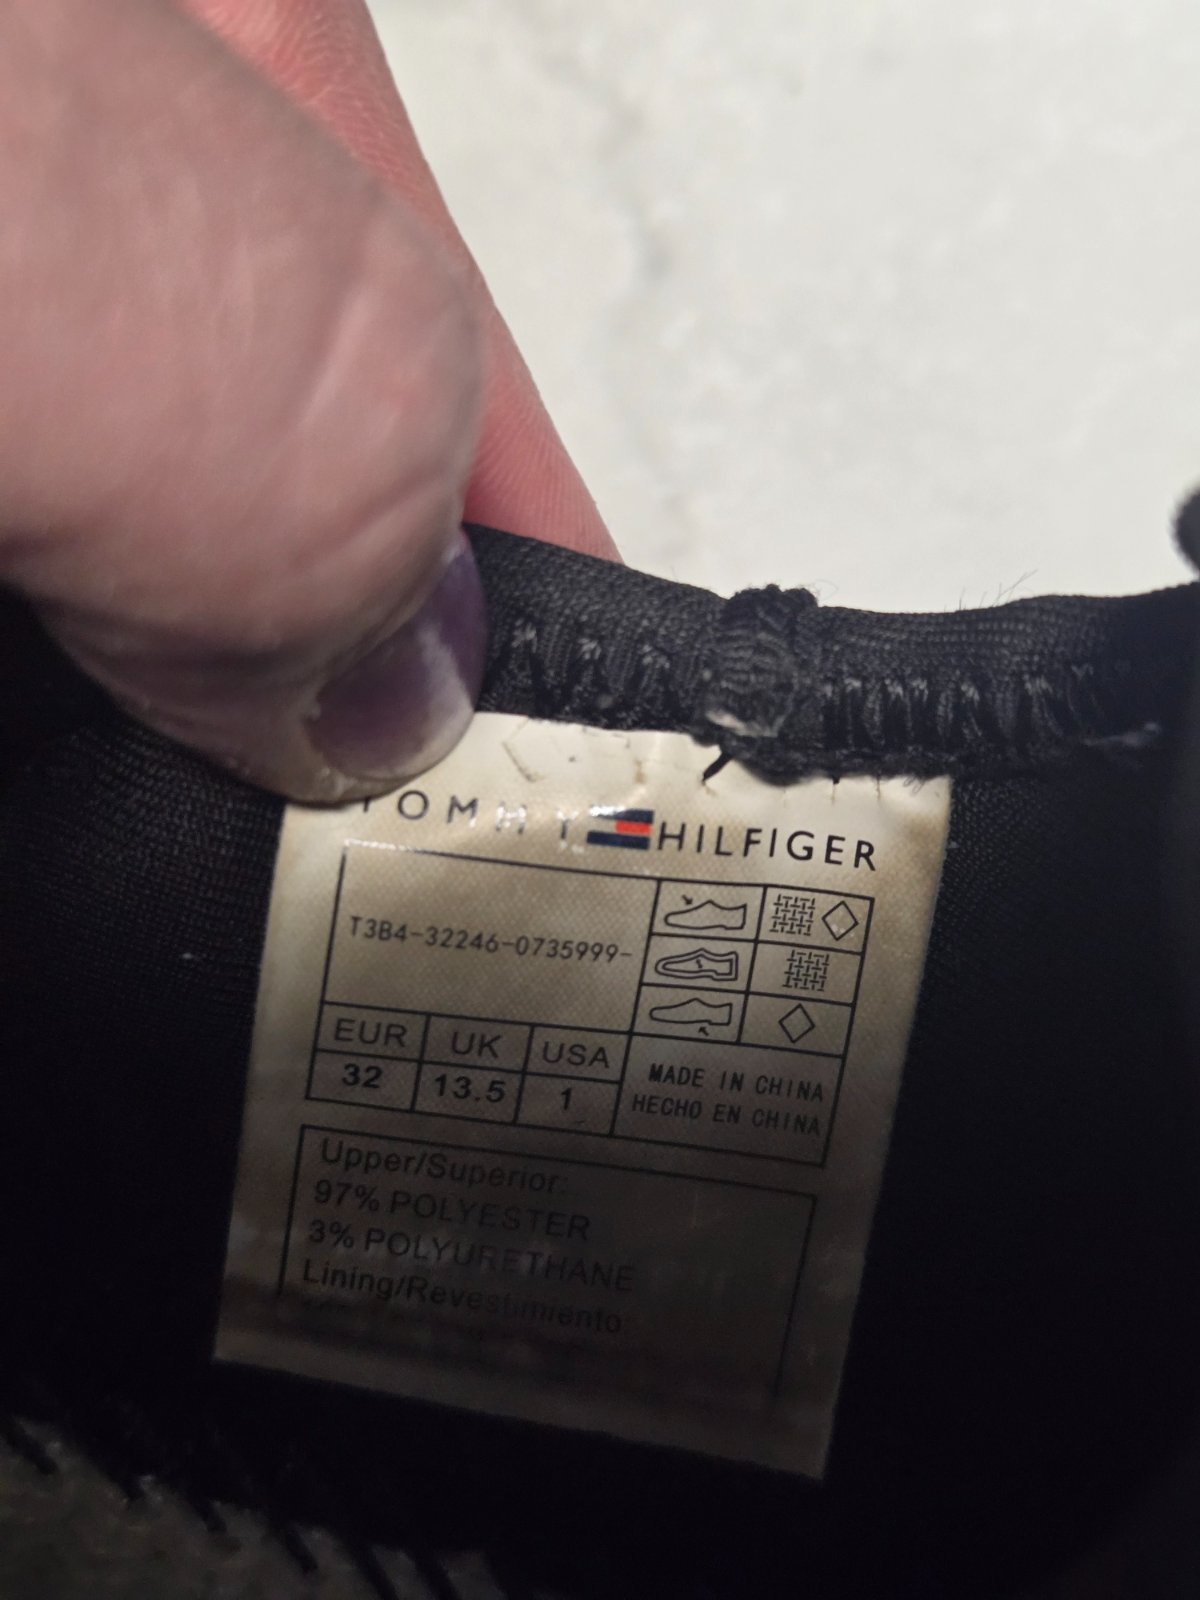 TOMMY HILFIGER
T3B4-32246-0735999-
EUR UK USA
32 13.5 1
MADE IN CHINA
HECHO EN CHINA
Upper/Superior:
97% POLYESTER
3% POLYURETHANE
Lining/Revestimiento: